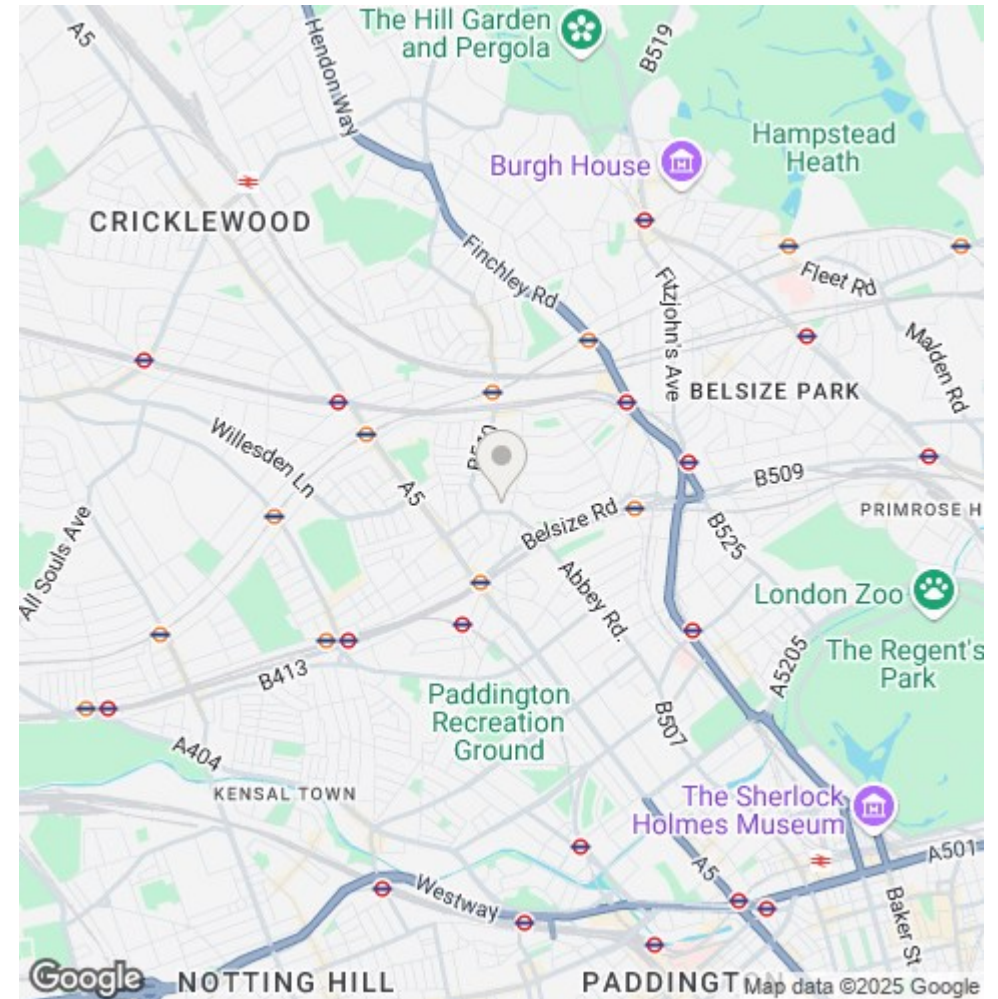 The Hill Garden
and Pergola
A5
Hendon Way
B519
Hampstead
Heath
Burgh House
CRICKLEWOOD
Finchley Rd
Fitzjohn's Ave
Fleet Rd
Malden Rd
BELSIZE PARK
Willesden Ln
A5
B509
PRIMROSE H
Belsize Rd
B525
All Souls Ave
Abbey Rd.
London Zoo
The Regent's
Park
A5205
B413
Paddington
Recreation
Ground
B507
A404
KENSAL TOWN
The Sherlock
Holmes Museum
A5
A501
Westway
Baker St
Google
NOTTING HILL
PADDINGT
Map data ©2025 Google